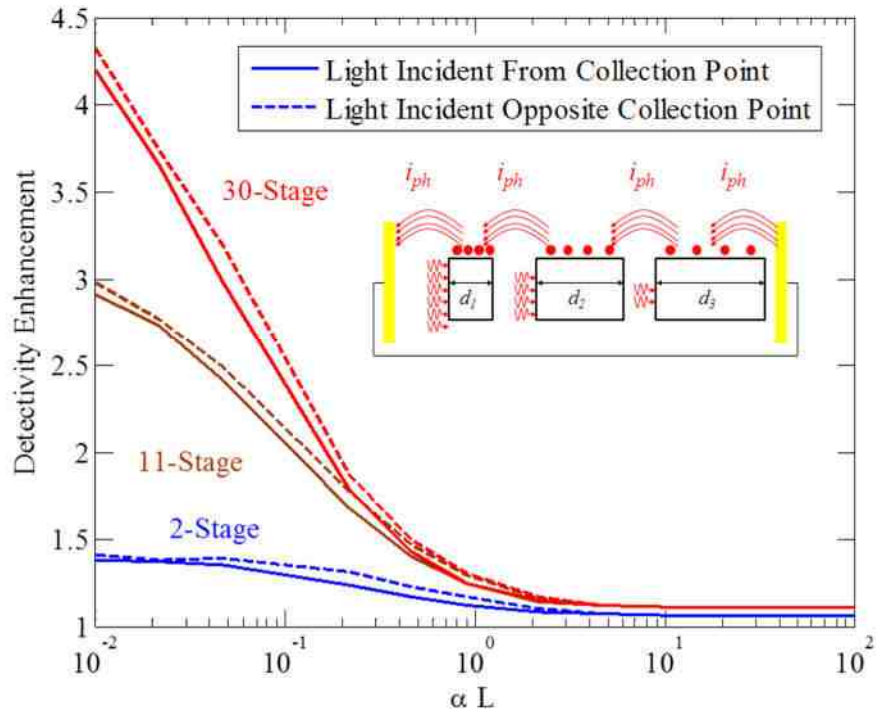 4.5
4
3.5
3
2.5
2
1.5
1
Detectivity Enhancement
Light Incident From Collection Point
Light Incident Opposite Collection Point
i_ph i_ph i_ph i_ph
d_1 d_2 d_3
30-Stage
11-Stage
2-Stage
10^-2 10^-1 10^0 10^1 10^2
α L